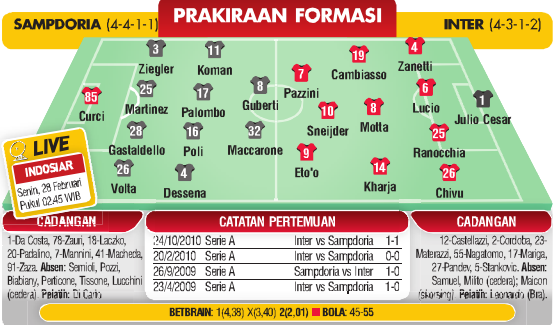 PRAKIRAAN FORMASI
SAMPDORIA (4-4-1-1)
INTER (4-3-1-2)
3
Ziegler
11
Koman
19
Cambiasso
4
Zanetti
85
Curci
25
Martinez
17
Palombo
8
Guberti
7
Pazzini
6
Lucio
1
Julio Cesar
28
Gastaldello
16
Poli
32
Maccarone
10
Sneijder
8
Motta
25
Ranocchia
26
Volta
4
Dessena
9
Eto'o
14
Kharja
26
Chivu
LIVE
INDOSIAR
Senin, 28 Februari
Pukul 02.45 WIB
CADANGAN
1-Da Costa, 78-Zauri, 18-Laczko,
20-Padalino, 7-Mannini, 41-Macheda,
91-Zaza. Absen: Semioli, Pozzi,
Biabiany, Perticone, Tissone, Lucchini
(cedera). Pelatih: Di Carlo
CATATAN PERTEMUAN
24/10/2010 Serie A Inter vs Sampdoria 1-1
20/2/2010 Serie A Inter vs Sampdoria 0-0
26/9/2009 Serie A Sampdoria vs Inter 1-0
23/4/2009 Serie A Inter vs Sampdoria 1-0
CADANGAN
12-Castellazzi, 2-Cordoba, 23-
Materazzi, 55-Nagatomo, 17-Mariga,
27-Pandev, 5-Stankovic. Absen:
Samuel, Milito (cedera); Maicon
(skorsing). Pelatih: Leonardo (Bra).
BETBRAIN: 1(4,38) X(3,40) 2(2,01) BOLA: 45-55